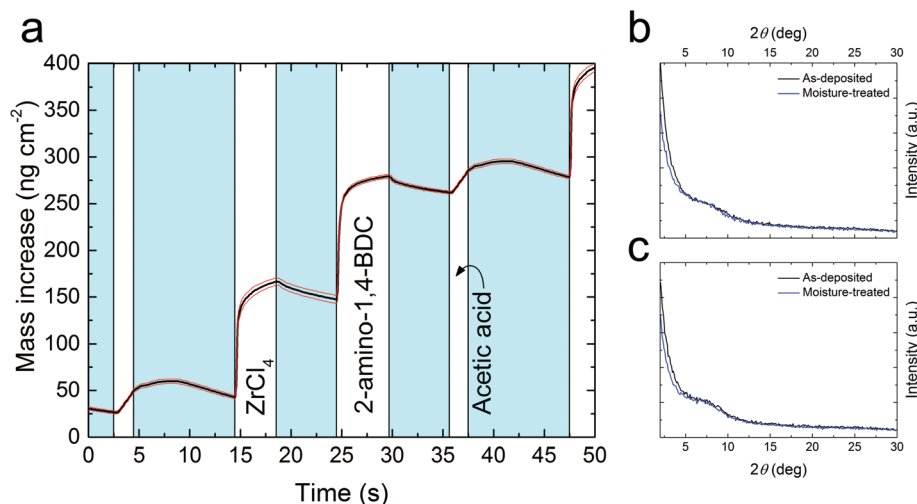 a
400
350
300
250
200
150
100
50
0
Mass increase (ng cm⁻²)
ZrCl₄
2-amino-1,4-BDC
Acetic acid
0 5 10 15 20 25 30 35 40 45 50
Time (s)
b
2θ (deg)
5 10 15 20 25 30
As-deposited
Moisture-treated
Intensity (a.u.)
c
As-deposited
Moisture-treated
Intensity (a.u.)
5 10 15 20 25 30
2θ (deg)